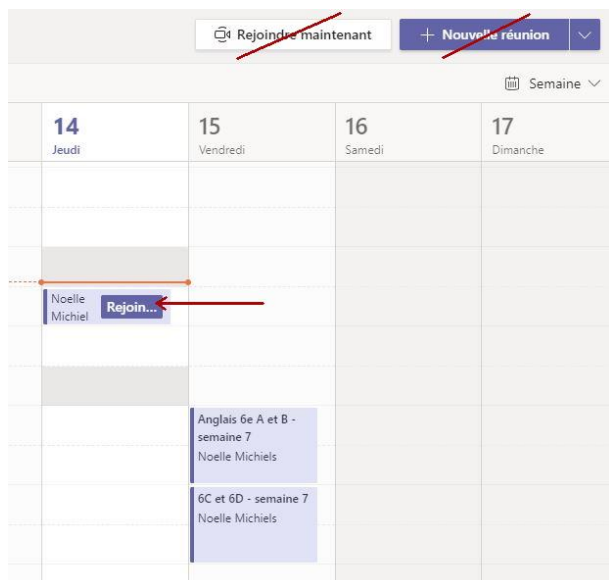 Rejoindre maintenant
+ Nouvelle réunion
Semaine
14
Jeudi
15
Vendredi
16
Samedi
17
Dimanche
Noelle
Michiel
Rejoin...
Anglais 6e A et B -
semaine 7
Noelle Michiels
6C et 6D - semaine 7
Noelle Michiels